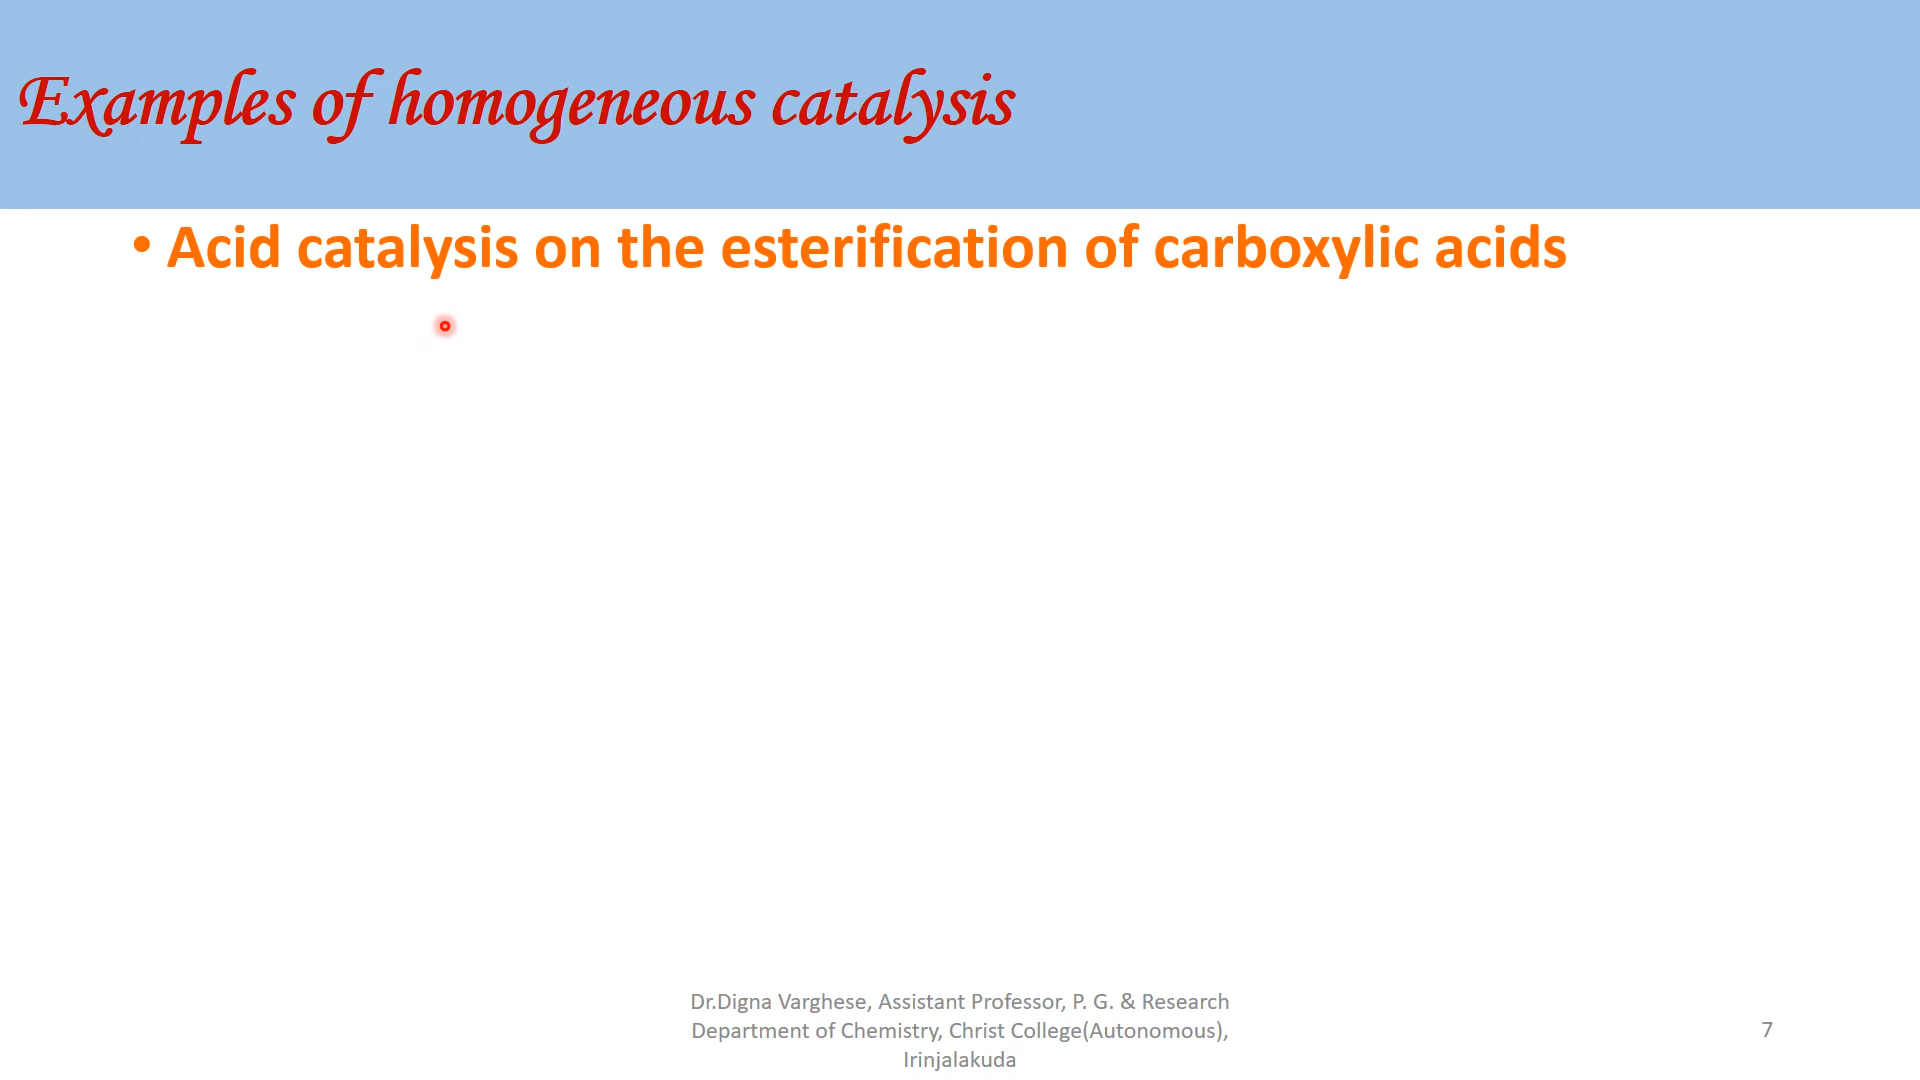 Examples of homogeneous catalysis
• Acid catalysis on the esterification of carboxylic acids
Dr.Digna Varghese, Assistant Professor, P. G. & Research
Department of Chemistry, Christ College(Autonomous),
Irinjalakuda
7